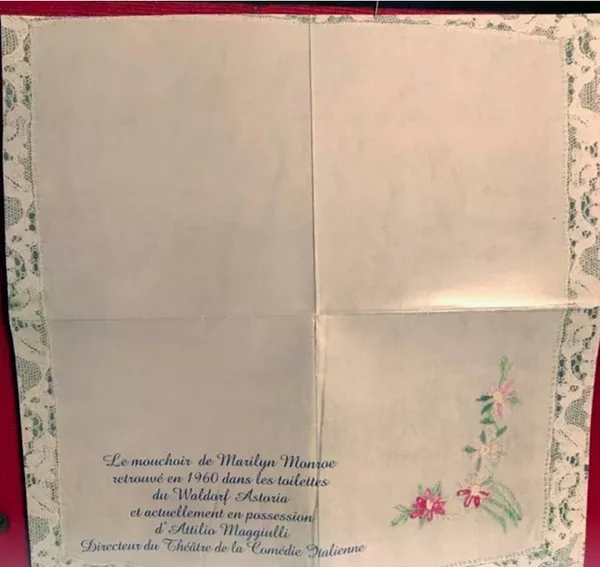 Le mouchoir de Marilyn Monroe
retrouvé en 1960 dans les toilettes
du Waldorf Astoria
et actuellement en possession
d'Attilio Maggiulli
Directeur du Théâtre de la Comédie Italienne